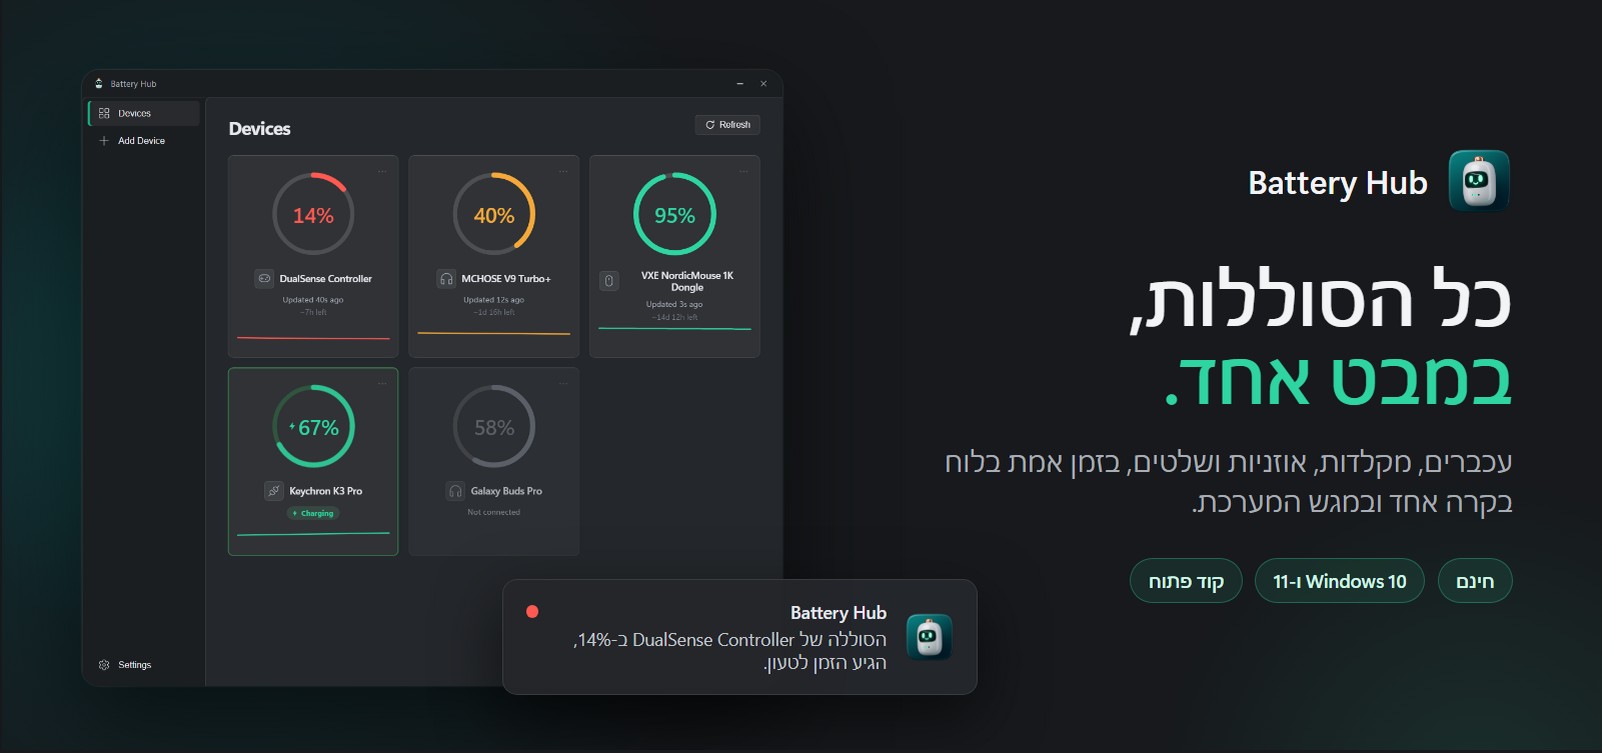 Battery Hub
Devices
Add Device
Settings
Devices
Refresh
14%
DualSense Controller
Updated 40s ago
~7h left
40%
MCHOSE V9 Turbo+
Updated 12s ago
~1d 16h left
95%
VXE NordicMouse 1K
Dongle
Updated 3s ago
~14d 12h left
67%
Keychron K3 Pro
Charging
58%
Galaxy Buds Pro
Not connected
Battery Hub
הסוללה של DualSense Controller ב-14%,
הגיע הזמן לטעון.
Battery Hub
כל הסוללות,
במבט אחד.
עכברים, מקלדות, אוזניות ושלטים, בזמן אמת בלוח
בקרה אחד ובמגש המערכת.
חינם
Windows 10 ו-11
קוד פתוח